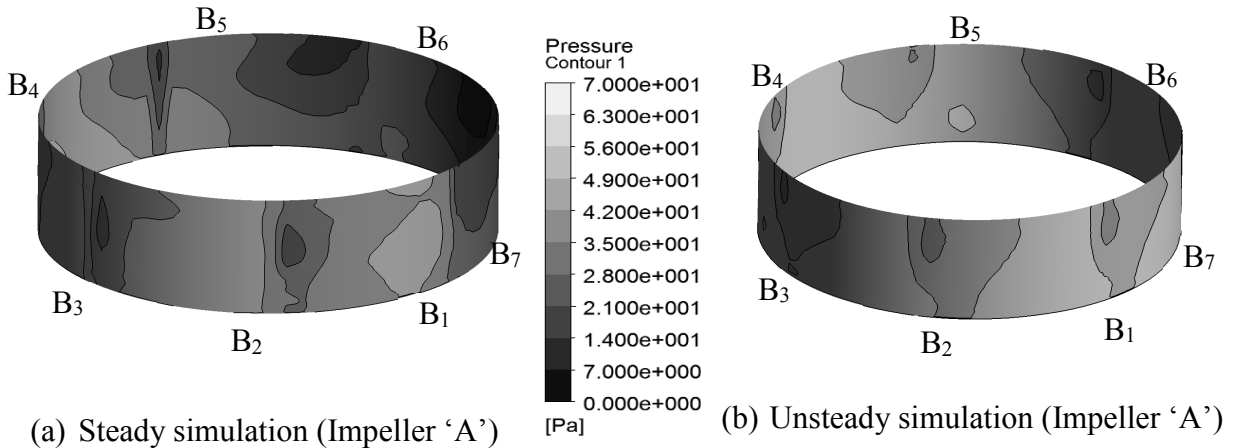 B5
B6
B4
B3
B2
B1
B7
(a) Steady simulation (Impeller ‘A’)
Pressure
Contour 1
7.000e+001
6.300e+001
5.600e+001
4.900e+001
4.200e+001
3.500e+001
2.800e+001
2.100e+001
1.400e+001
7.000e+000
0.000e+000
[Pa]
B5
B4
B6
B3
B7
B2
B1
(b) Unsteady simulation (Impeller ‘A’)